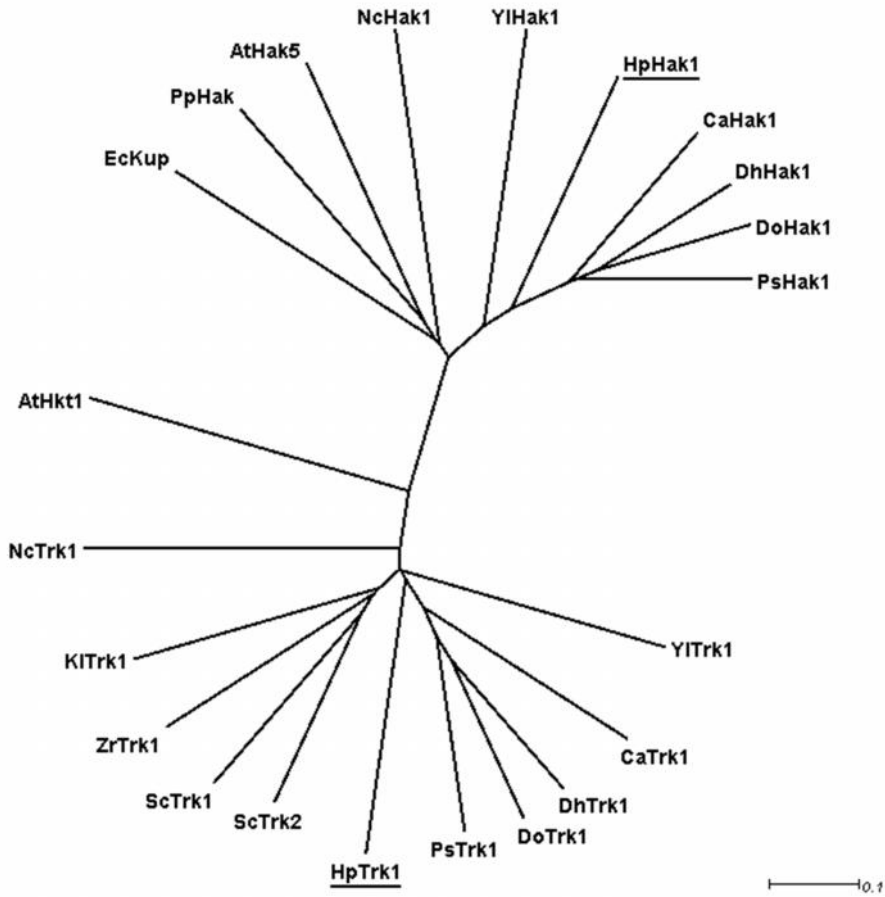 NcHak1
YlHak1
AtHak5
HpHak1
PpHak
CaHak1
EcKup
DhHak1
DoHak1
PsHak1
AtHkt1
NcTrk1
YlTrk1
KlTrk1
ZrTrk1
CaTrk1
ScTrk1
DhTrk1
ScTrk2
DoTrk1
PsTrk1
HpTrk1
0.1